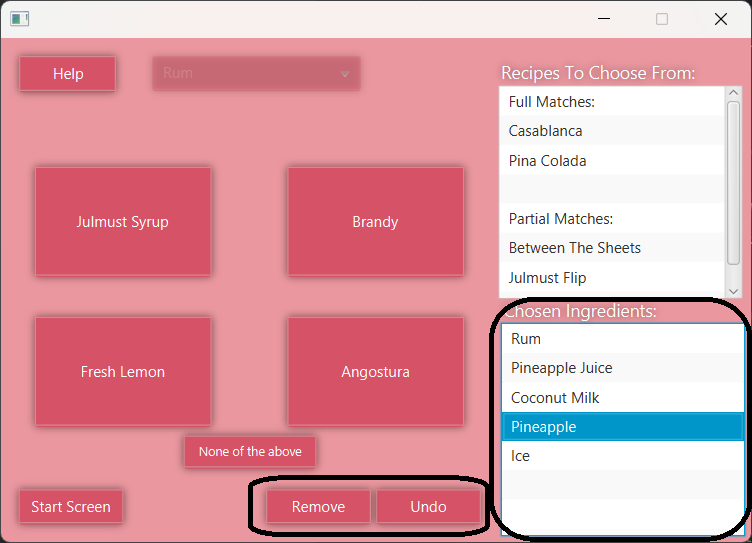 Help
Rum
Recipes To Choose From:
Full Matches:
Casablanca
Pina Colada
Partial Matches:
Between The Sheets
Julmust Flip
Julmust Syrup
Brandy
Fresh Lemon
Angostura
None of the above
Chosen Ingredients:
Rum
Pineapple Juice
Coconut Milk
Pineapple
Ice
Start Screen
Remove
Undo